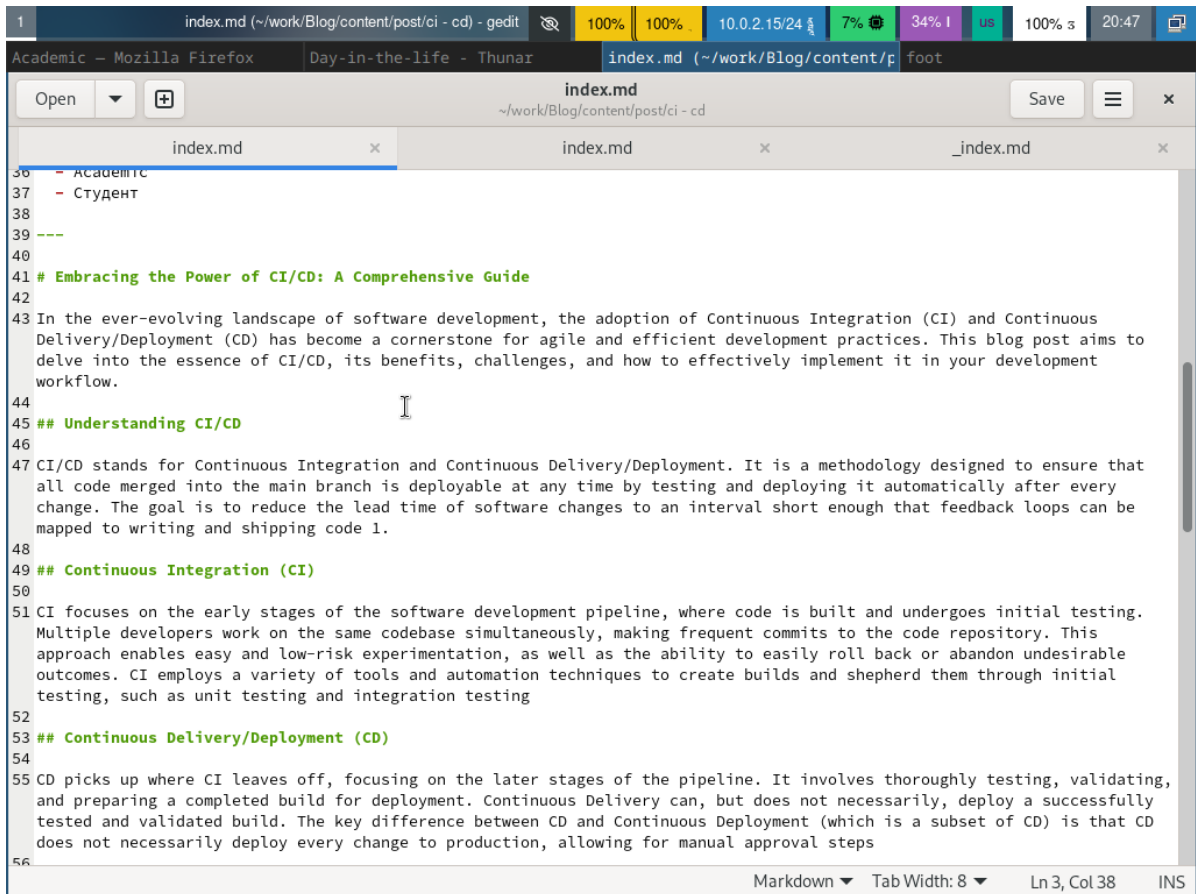 1 index.md (~/work/Blog/content/post/ci - cd) - gedit 100% 100% 10.0.2.15/24 7% 34% us 100% 20:47
Academic — Mozilla Firefox Day-in-the-life - Thunar index.md (~/work/Blog/content/p foot
Open index.md Save
~/work/Blog/content/post/ci - cd
index.md index.md _index.md
36 - Academic
37 - Студент
38
39 ---
40
41 # Embracing the Power of CI/CD: A Comprehensive Guide
42
43 In the ever-evolving landscape of software development, the adoption of Continuous Integration (CI) and Continuous
Delivery/Deployment (CD) has become a cornerstone for agile and efficient development practices. This blog post aims to
delve into the essence of CI/CD, its benefits, challenges, and how to effectively implement it in your development
workflow.
44
45 ## Understanding CI/CD
46
47 CI/CD stands for Continuous Integration and Continuous Delivery/Deployment. It is a methodology designed to ensure that
all code merged into the main branch is deployable at any time by testing and deploying it automatically after every
change. The goal is to reduce the lead time of software changes to an interval short enough that feedback loops can be
mapped to writing and shipping code 1.
48
49 ## Continuous Integration (CI)
50
51 CI focuses on the early stages of the software development pipeline, where code is built and undergoes initial testing.
Multiple developers work on the same codebase simultaneously, making frequent commits to the code repository. This
approach enables easy and low-risk experimentation, as well as the ability to easily roll back or abandon undesirable
outcomes. CI employs a variety of tools and automation techniques to create builds and shepherd them through initial
testing, such as unit testing and integration testing
52
53 ## Continuous Delivery/Deployment (CD)
54
55 CD picks up where CI leaves off, focusing on the later stages of the pipeline. It involves thoroughly testing, validating,
and preparing a completed build for deployment. Continuous Delivery can, but does not necessarily, deploy a successfully
tested and validated build. The key difference between CD and Continuous Deployment (which is a subset of CD) is that CD
does not necessarily deploy every change to production, allowing for manual approval steps
56
Markdown Tab Width: 8 Ln 3, Col 38 INS